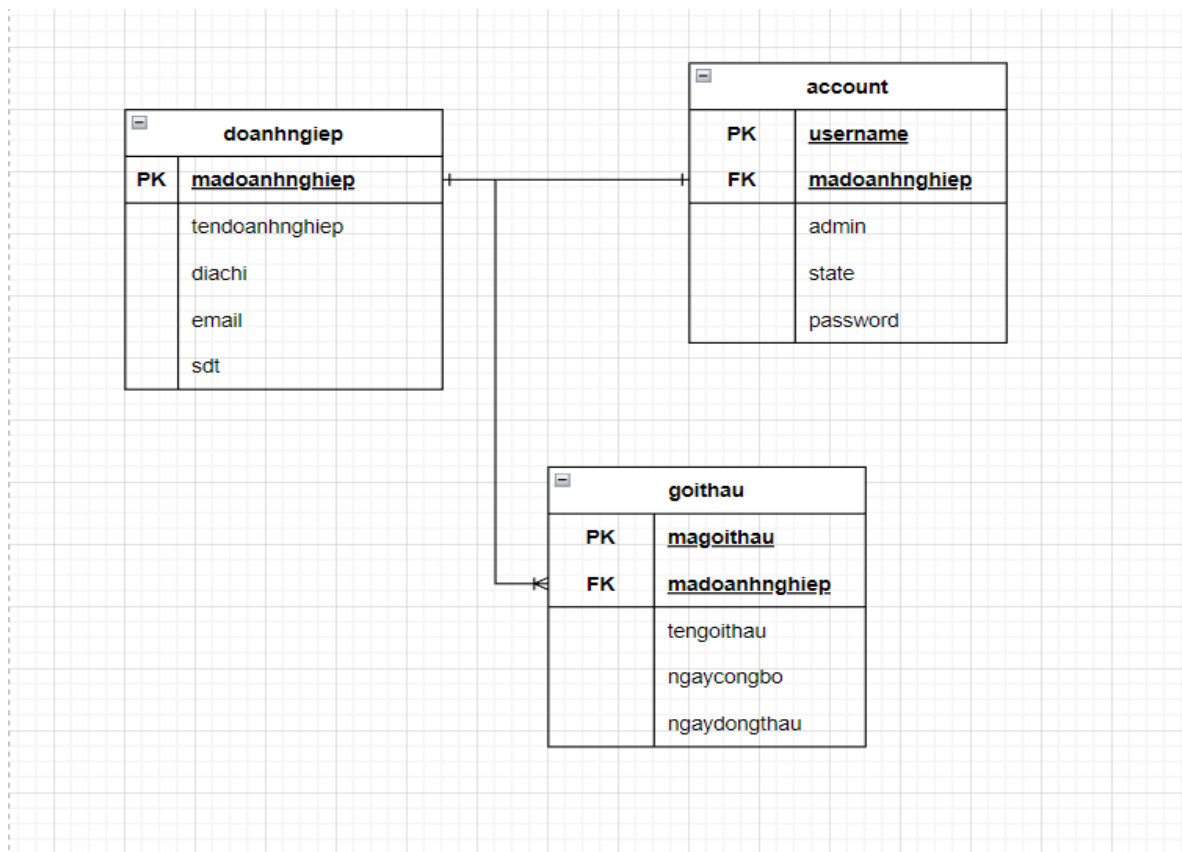 doanhngiep
PK madoanhnghiep
tendoanhnghiep
diachi
email
sdt
account
PK username
FK madoanhnghiep
admin
state
password
goithau
PK magoithau
FK madoanhnghiep
tengoithau
ngaycongbo
ngaydongthau